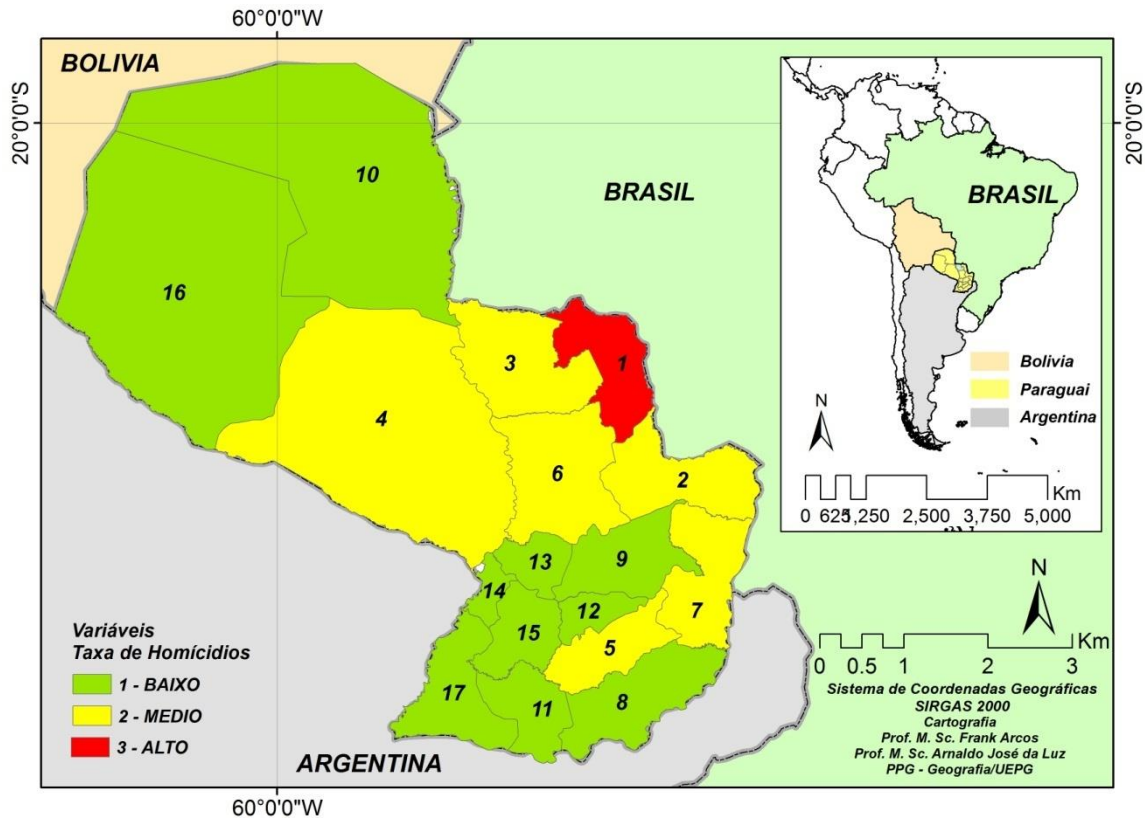 60°0'0"W
BOLIVIA
20°0'0"S
20°0'0"S
10
BRASIL
BRASIL
16
Bolivia
Paraguai
Argentina
N
Km
0 625 1,250 2,500 3,750 5,000
3
1
4
6
2
13
9
14
12
7
15
5
17
11
8
Variáveis
Taxa de Homícidios
1 - BAIXO
2 - MEDIO
3 - ALTO
ARGENTINA
N
Km
0 0.5 1 2 3
Sistema de Coordenadas Geográficas
SIRGAS 2000
Cartografia
Prof. M. Sc. Frank Arcos
Prof. M. Sc. Arnaldo José da Luz
PPG - Geografia/UEPG
60°0'0"W